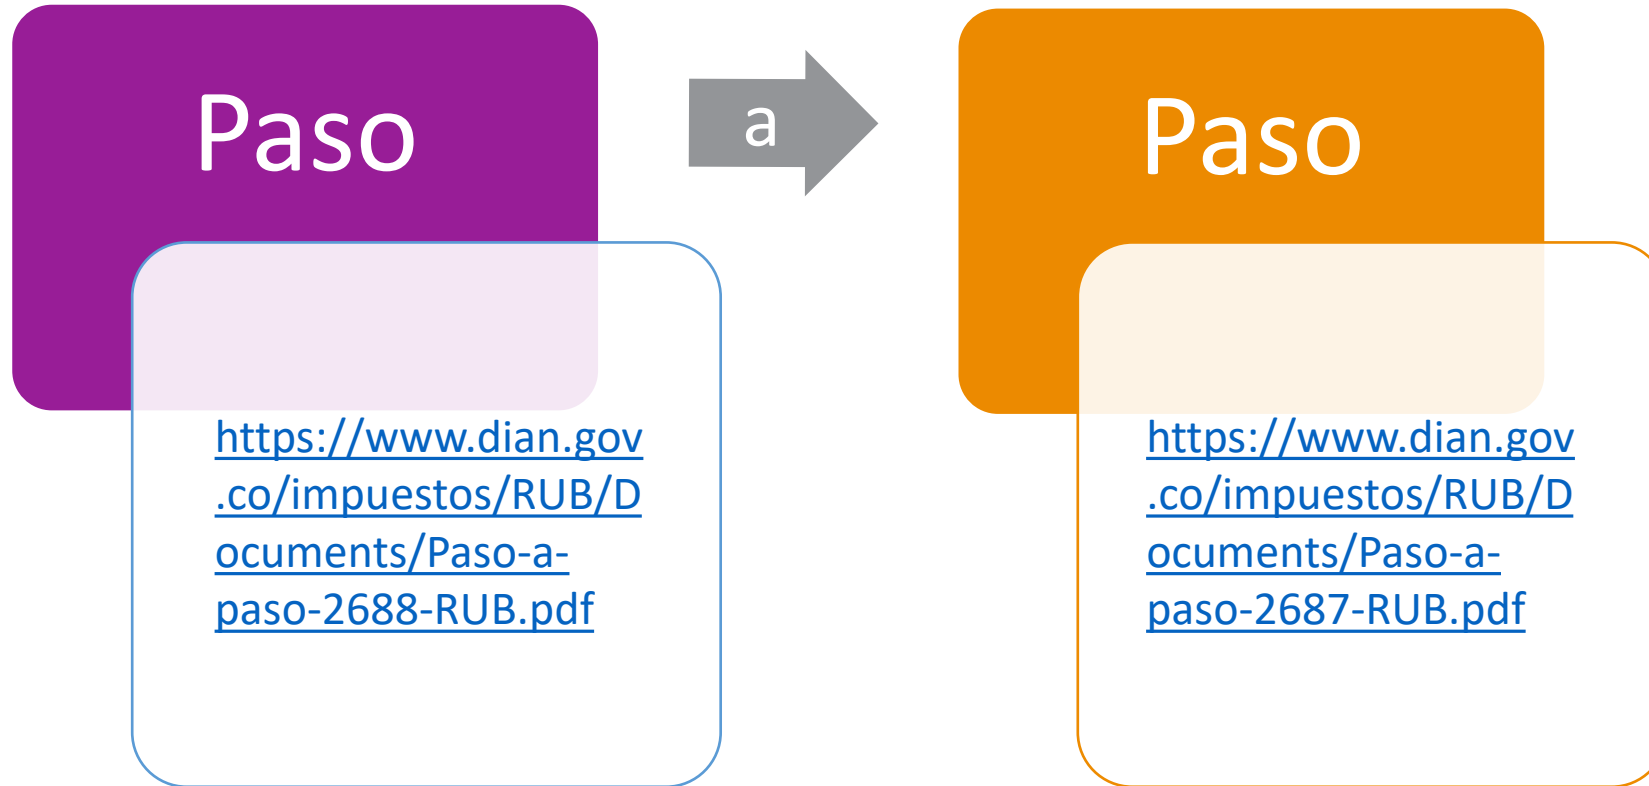 Paso
a
Paso
https://www.dian.gov
.co/impuestos/RUB/D
ocuments/Paso-a-
paso-2688-RUB.pdf
https://www.dian.gov
.co/impuestos/RUB/D
ocuments/Paso-a-
paso-2687-RUB.pdf